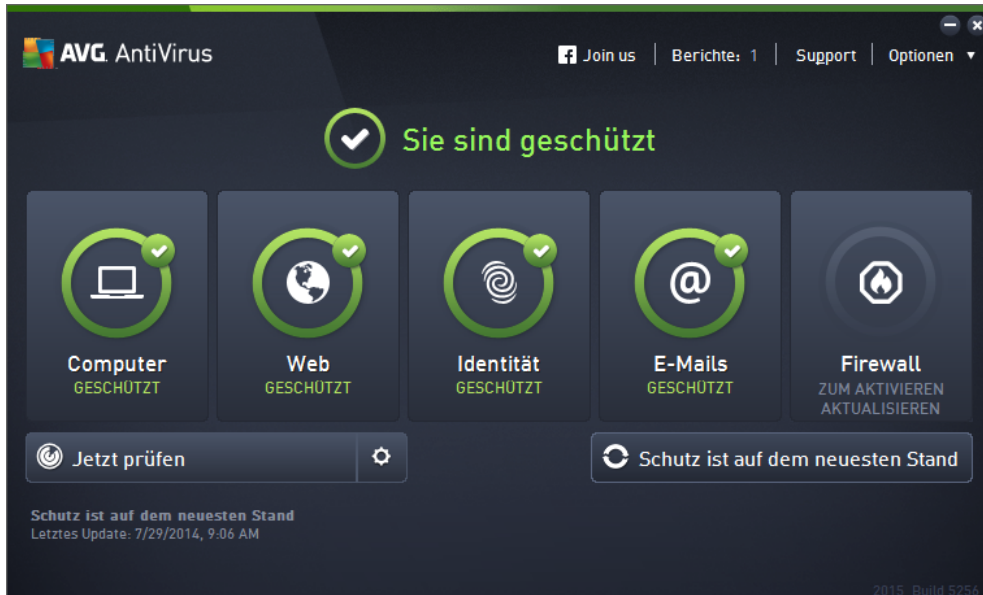 AVG. AntiVirus
Join us | Berichte: 1 | Support | Optionen
Sie sind geschützt
Computer
GESCHÜTZT
Web
GESCHÜTZT
Identität
GESCHÜTZT
E-Mails
GESCHÜTZT
Firewall
ZUM AKTIVIEREN
AKTUALISIEREN
Jetzt prüfen
Schutz ist auf dem neuesten Stand
Schutz ist auf dem neuesten Stand
Letztes Update: 7/29/2014, 9:06 AM
2015 Build 5256